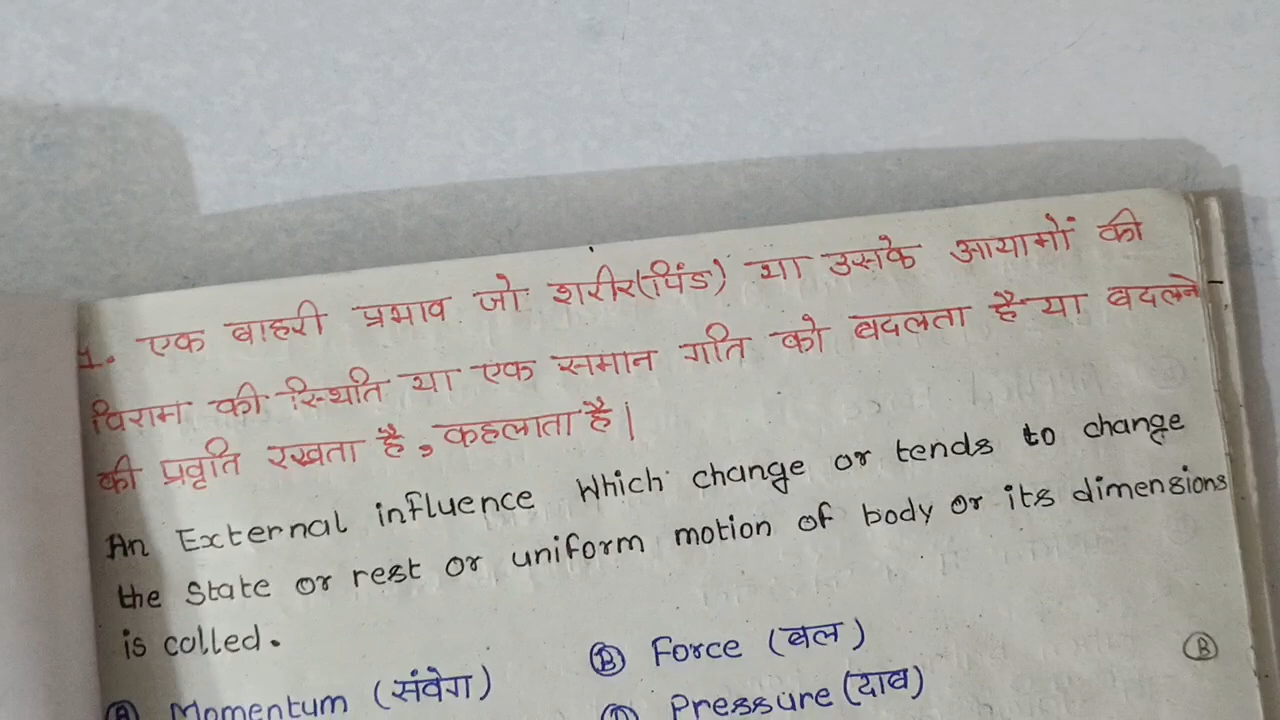 1. एक बाहरी प्रभाव जो शरीर(पिंड) या उसके आयामों की
विराम की स्थिति या एक समान गति को बदलता है या बदलने
की प्रवृति रखता है, कहलाता है|
An External influence Which change or tends to change
the State or rest or uniform motion of body or its dimensions
is called.
Ⓐ Momentum (संवेग) Ⓑ Force (बल) Ⓑ
Ⓓ Pressure (दाब)